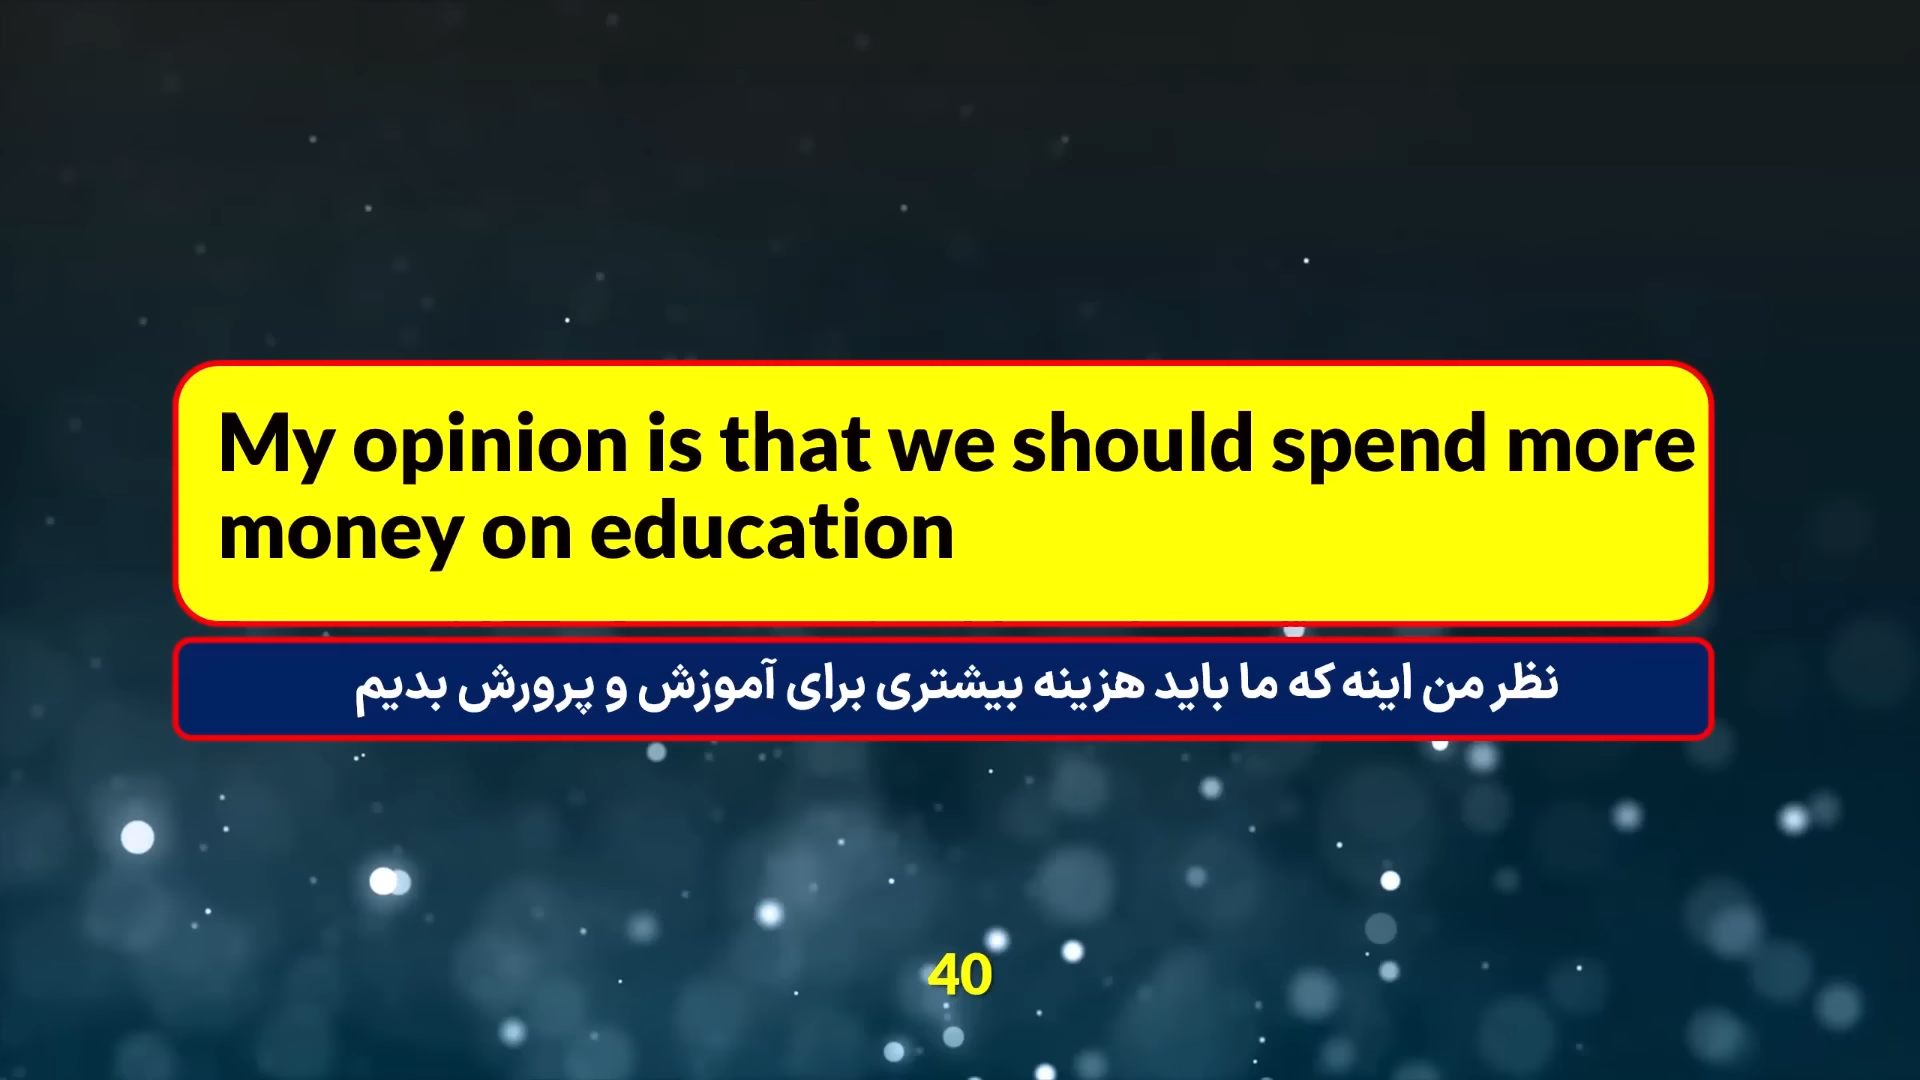 My opinion is that we should spend more
money on education
نظر من اینه که ما باید هزینه بیشتری برای آموزش و پرورش بدیم
40